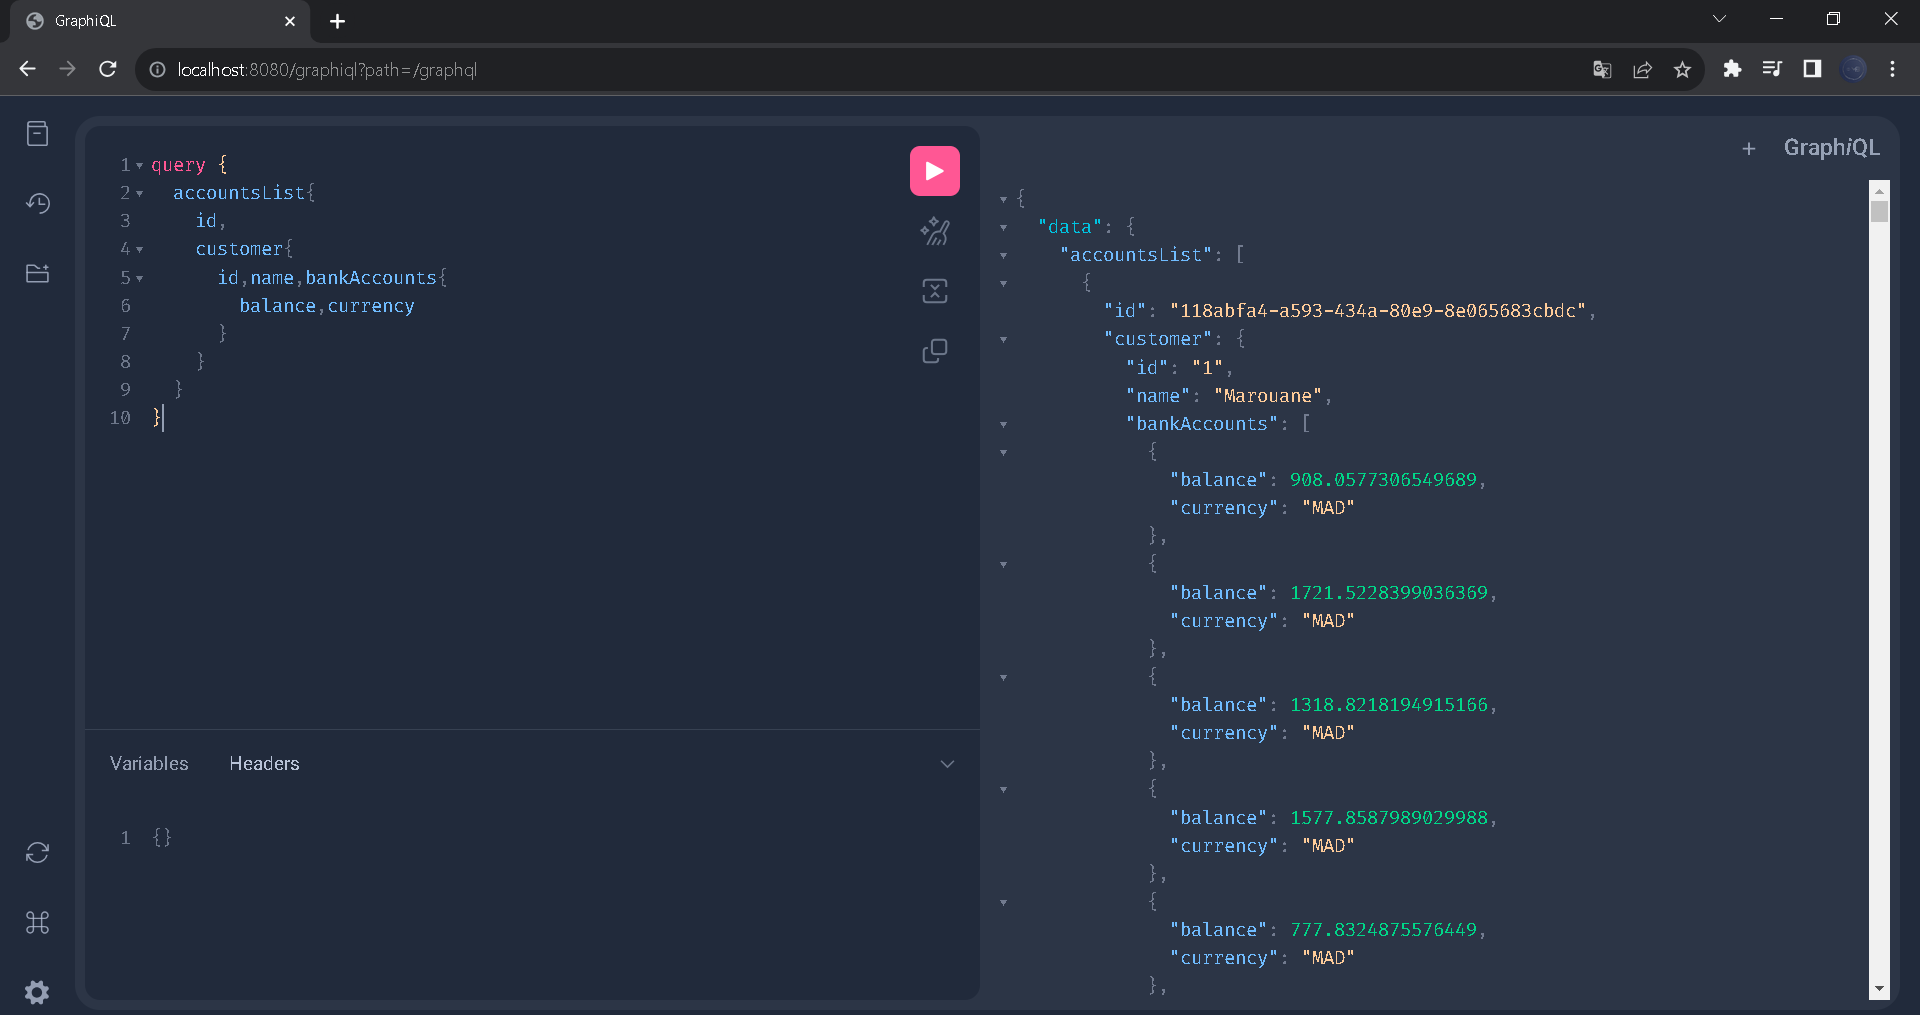 GraphiQL
localhost:8080/graphiql?path=/graphql
1 query {
2 accountsList{
3 id,
4 customer{
5 id,name,bankAccounts{
6 balance,currency
7 }
8 }
9 }
10 }
Variables Headers
1 {}
+ GraphiQL
{
"data": {
"accountsList": [
{
"id": "118abfa4-a593-434a-80e9-8e065683cbdc",
"customer": {
"id": "1",
"name": "Marouane",
"bankAccounts": [
{
"balance": 908.0577306549689,
"currency": "MAD"
},
{
"balance": 1721.5228399036369,
"currency": "MAD"
},
{
"balance": 1318.8218194915166,
"currency": "MAD"
},
{
"balance": 1577.8587989029988,
"currency": "MAD"
},
{
"balance": 777.8324875576449,
"currency": "MAD"
},